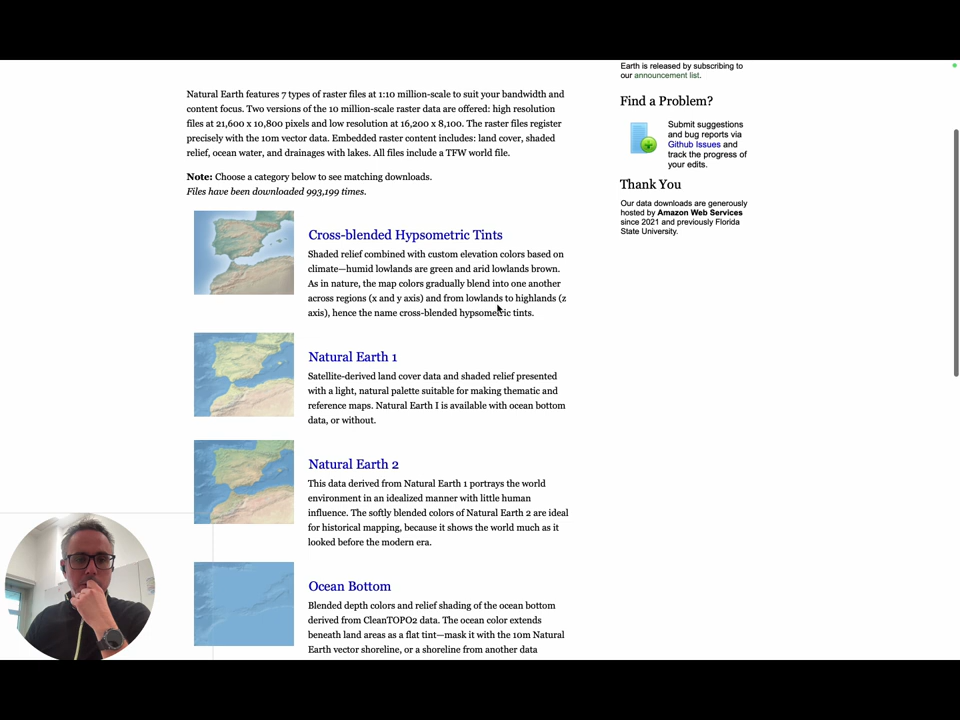 Natural Earth features 7 types of raster files at 1:10 million-scale to suit your bandwidth and
content focus. Two versions of the 10 million-scale raster data are offered: high resolution
files at 21,600 x 10,800 pixels and low resolution at 16,200 x 8,100. The raster files register
precisely with the 10m vector data. Embedded raster content includes: land cover, shaded
relief, ocean water, and drainages with lakes. All files include a TFW world file.
Note: Choose a category below to see matching downloads.
Files have been downloaded 993,199 times.
Cross-blended Hypsometric Tints
Shaded relief combined with custom elevation colors based on
climate—humid lowlands are green and arid lowlands brown.
As in nature, the map colors gradually blend into one another
across regions (x and y axis) and from lowlands to highlands (z
axis), hence the name cross-blended hypsometric tints.
Natural Earth 1
Satellite-derived land cover data and shaded relief presented
with a light, natural palette suitable for making thematic and
reference maps. Natural Earth I is available with ocean bottom
data, or without.
Natural Earth 2
This data derived from Natural Earth 1 portrays the world
environment in an idealized manner with little human
influence. The softly blended colors of Natural Earth 2 are ideal
for historical mapping, because it shows the world much as it
looked before the modern era.
Ocean Bottom
Blended depth colors and relief shading of the ocean bottom
derived from CleanTOPO2 data. The ocean color extends
beneath land areas as a flat tint—mask it with the 10m Natural
Earth vector shoreline, or a shoreline from another data
Earth is released by subscribing to
our announcement list.
Find a Problem?
Submit suggestions
and bug reports via
Github Issues and
track the progress of
your edits.
Thank You
Our data downloads are generously
hosted by Amazon Web Services
since 2021 and previously Florida
State University.